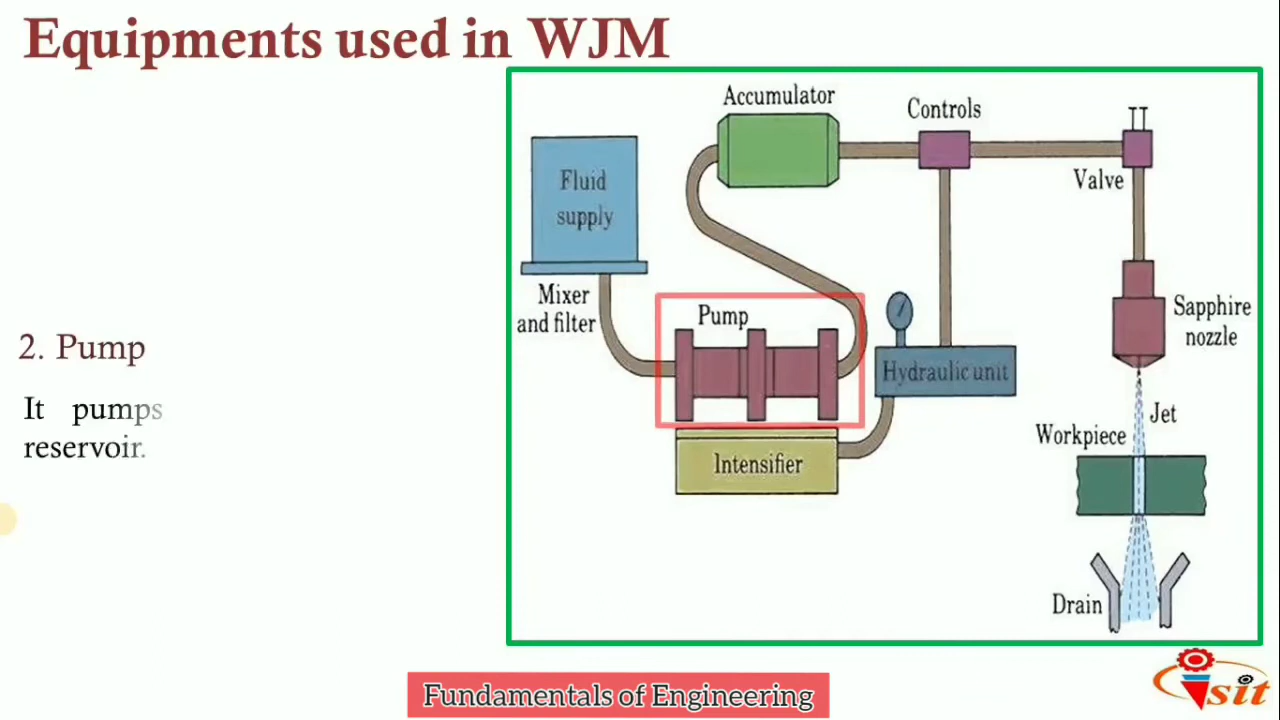 Equipments used in WJM
Accumulator
Controls
Fluid
supply
Valve
Mixer
and filter
Pump
Sapphire
nozzle
2. Pump
Hydraulic unit
It pumps
reservoir.
Jet
Workpiece
Intensifier
Drain
Fundamentals of Engineering
sit